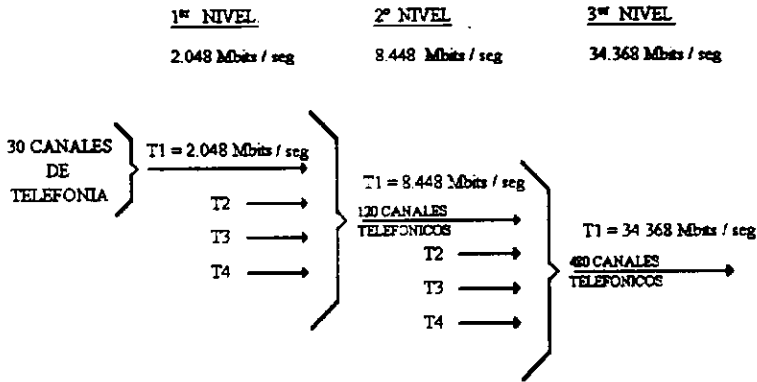 1er NIVEL
2º NIVEL
3er NIVEL
2.048 Mbits / seg
8.448 Mbits / seg
34.368 Mbits / seg
30 CANALES
DE
TELEFONIA
T1 = 2.048 Mbits / seg
T2
T3
T4
T1 = 8.448 Mbits / seg
120 CANALES
TELEFONICOS
T2
T3
T4
T1 = 34 368 Mbits / seg
480 CANALES
TELEFONICOS